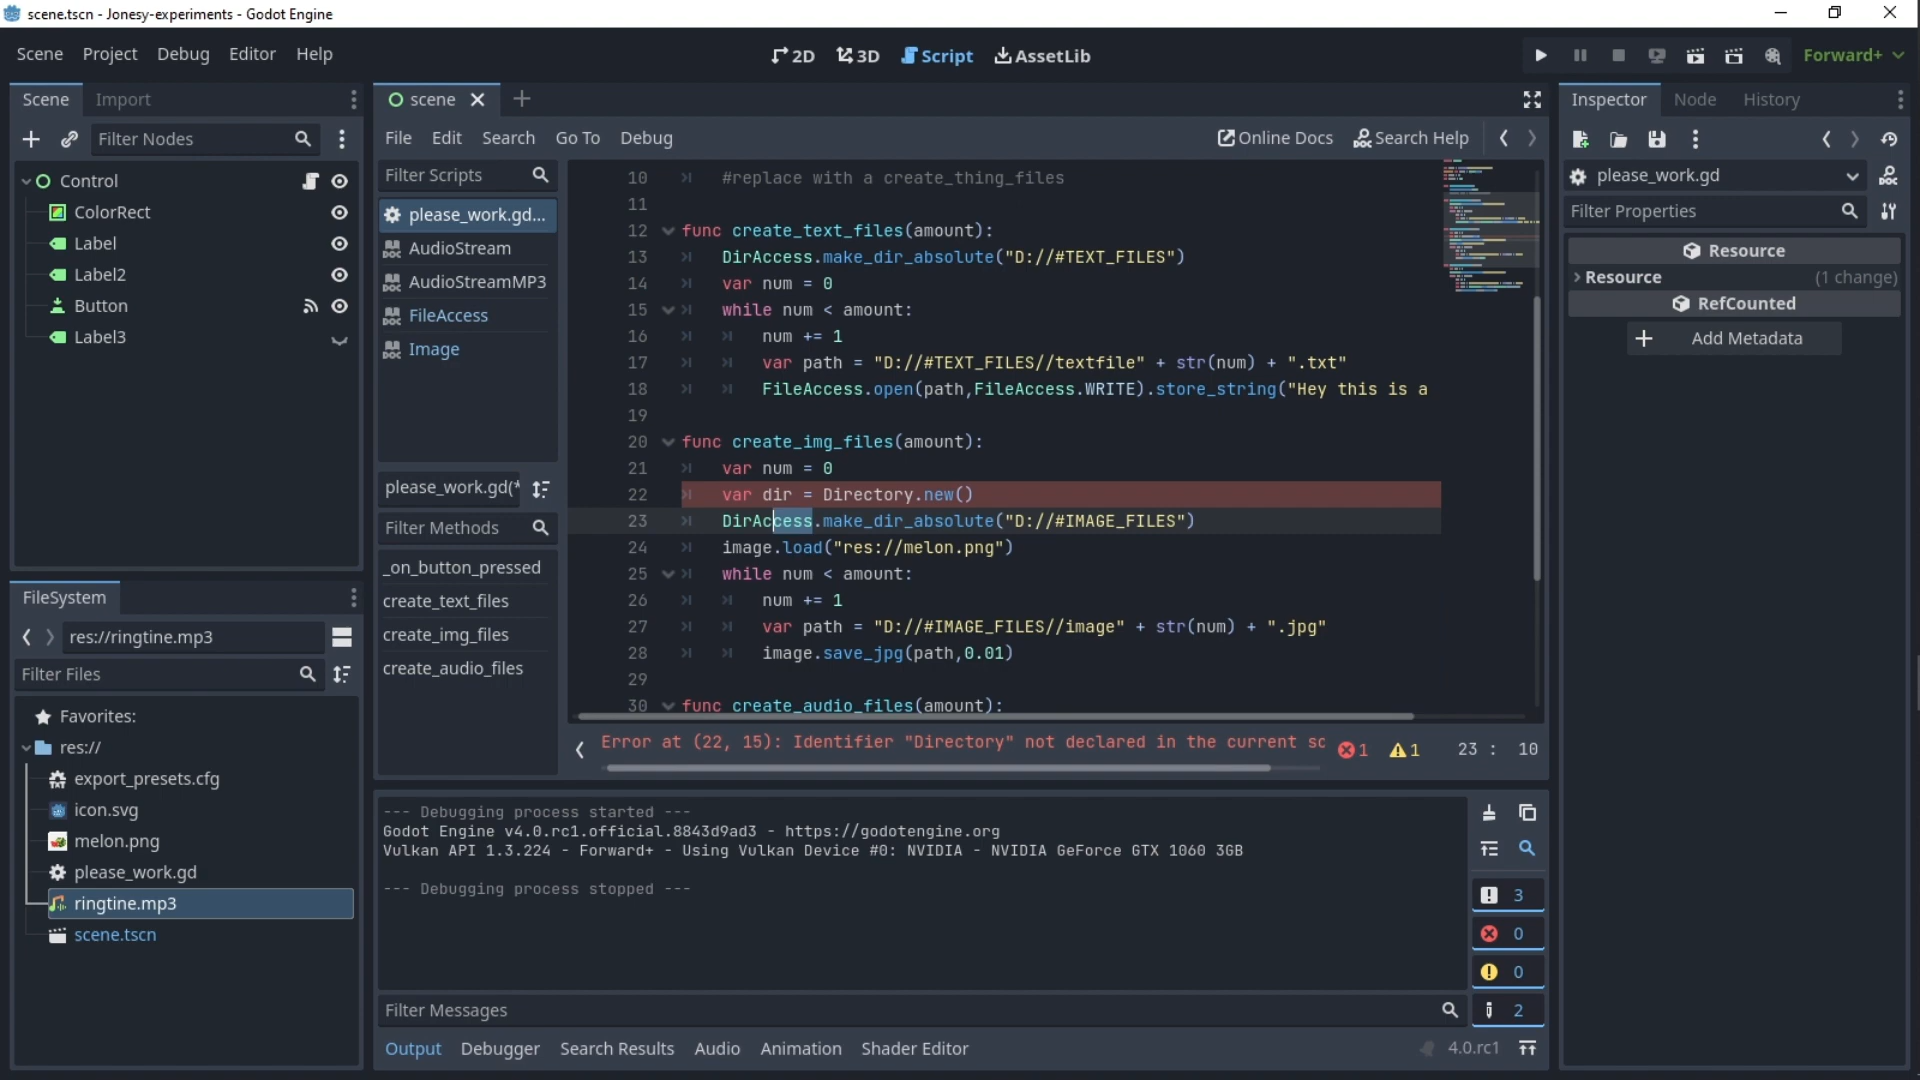 scene.tscn - Jonesy-experiments - Godot Engine
Scene Project Debug Editor Help
2D 3D Script AssetLib
Forward+
Scene Import
Filter Nodes
Control
ColorRect
Label
Label2
Button
Label3
FileSystem
res://ringtine.mp3
Filter Files
Favorites:
res://
export_presets.cfg
icon.svg
melon.png
please_work.gd
ringtine.mp3
scene.tscn
scene
File Edit Search Go To Debug
Online Docs Search Help
Filter Scripts
please_work.gd...
AudioStream
AudioStreamMP3
FileAccess
Image
please_work.gd(*
Filter Methods
_on_button_pressed
create_text_files
create_img_files
create_audio_files
10 #replace with a create_thing_files
11
12 func create_text_files(amount):
13 DirAccess.make_dir_absolute("D://#TEXT_FILES")
14 var num = 0
15 while num < amount:
16 num += 1
17 var path = "D://#TEXT_FILES//textfile" + str(num) + ".txt"
18 FileAccess.open(path,FileAccess.WRITE).store_string("Hey this is a
19
20 func create_img_files(amount):
21 var num = 0
22 var dir = Directory.new()
23 DirAccess.make_dir_absolute("D://#IMAGE_FILES")
24 image.load("res://melon.png")
25 while num < amount:
26 num += 1
27 var path = "D://#IMAGE_FILES//image" + str(num) + ".jpg"
28 image.save_jpg(path,0.01)
29
30 func create_audio_files(amount):
Error at (22, 15): Identifier "Directory" not declared in the current sc
1 1 23 : 10
--- Debugging process started ---
Godot Engine v4.0.rc1.official.8843d9ad3 - https://godotengine.org
Vulkan API 1.3.224 - Forward+ - Using Vulkan Device #0: NVIDIA - NVIDIA GeForce GTX 1060 3GB
--- Debugging process stopped ---
3
0
0
2
Filter Messages
Output Debugger Search Results Audio Animation Shader Editor
4.0.rc1
Inspector Node History
please_work.gd
Filter Properties
Resource
Resource (1 change)
RefCounted
Add Metadata